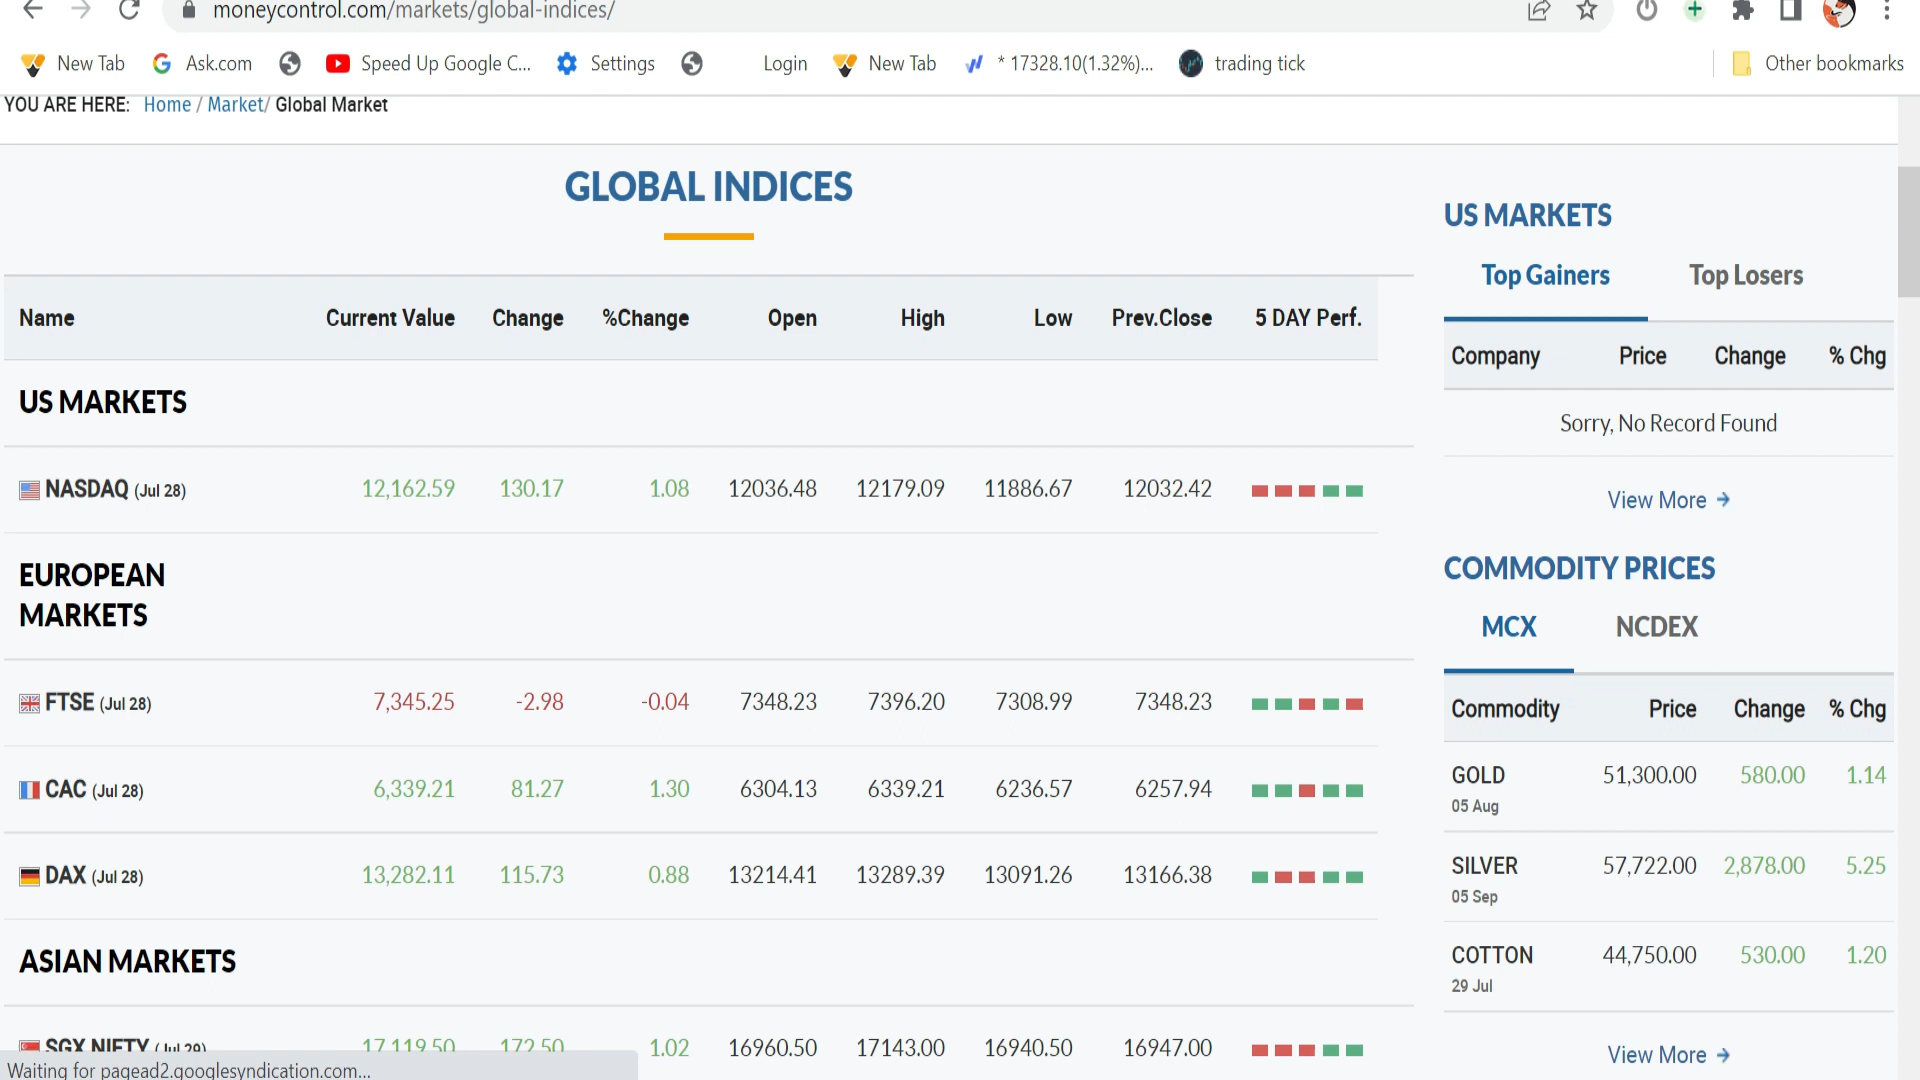 moneycontrol.com/markets/global-indices/
New Tab Ask.com Speed Up Google C... Settings Login New Tab * 17328.10(1.32%)... trading tick Other bookmarks
YOU ARE HERE: Home / Market/ Global Market
GLOBAL INDICES
Name Current Value Change %Change Open High Low Prev.Close 5 DAY Perf.
US MARKETS
NASDAQ (Jul 28) 12,162.59 130.17 1.08 12036.48 12179.09 11886.67 12032.42
EUROPEAN
MARKETS
FTSE (Jul 28) 7,345.25 -2.98 -0.04 7348.23 7396.20 7308.99 7348.23
CAC (Jul 28) 6,339.21 81.27 1.30 6304.13 6339.21 6236.57 6257.94
DAX (Jul 28) 13,282.11 115.73 0.88 13214.41 13289.39 13091.26 13166.38
ASIAN MARKETS
SGX NIFTY (Jul 29) 17,119.50 172.50 1.02 16960.50 17143.00 16940.50 16947.00
Waiting for pagead2.googlesyndication.com...
US MARKETS
Top Gainers Top Losers
Company Price Change % Chg
Sorry, No Record Found
View More
COMMODITY PRICES
MCX NCDEX
Commodity Price Change % Chg
GOLD 51,300.00 580.00 1.14
05 Aug
SILVER 57,722.00 2,878.00 5.25
05 Sep
COTTON 44,750.00 530.00 1.20
29 Jul
View More